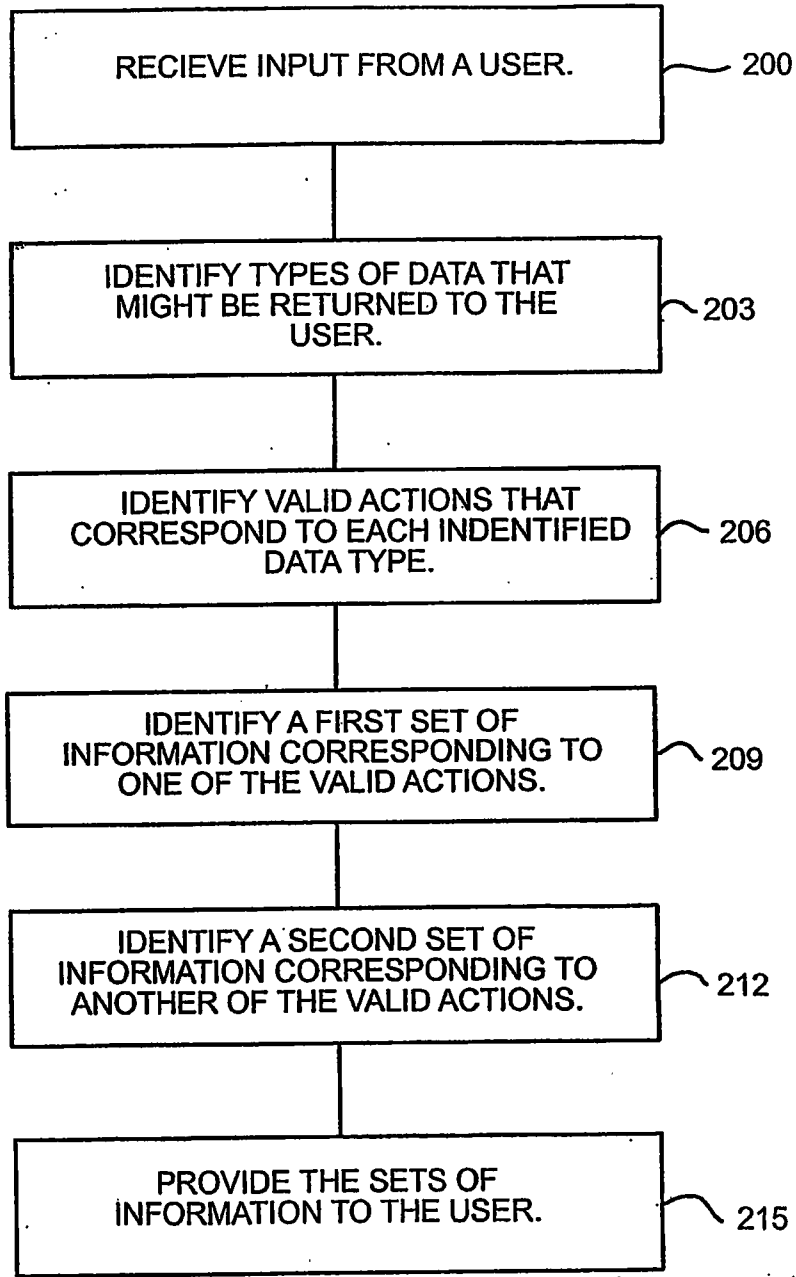 RECIEVE INPUT FROM A USER.
200
IDENTIFY TYPES OF DATA THAT
MIGHT BE RETURNED TO THE
USER.
203
IDENTIFY VALID ACTIONS THAT
CORRESPOND TO EACH INDENTIFIED
DATA TYPE.
206
IDENTIFY A FIRST SET OF
INFORMATION CORRESPONDING TO
ONE OF THE VALID ACTIONS.
209
IDENTIFY A SECOND SET OF
INFORMATION CORRESPONDING TO
ANOTHER OF THE VALID ACTIONS.
212
PROVIDE THE SETS OF
INFORMATION TO THE USER.
215